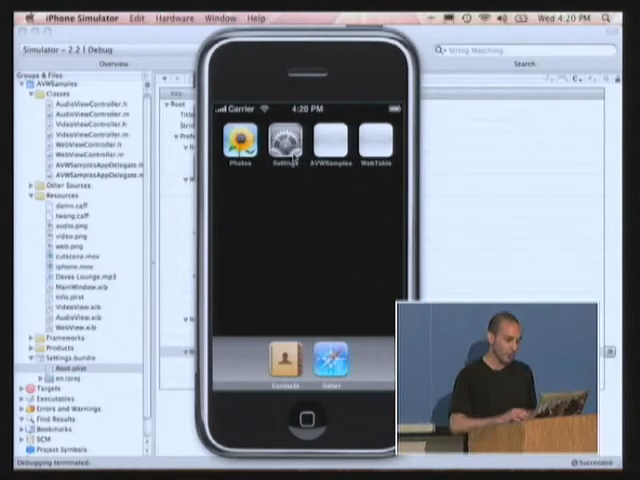 iPhone Simulator Edit Hardware Window Help
Wed 4:20 PM
Simulator - 2.2 | Debug
String Matching
Overview
Search
Groups & Files
AVWSamples
Classes
AudioViewController.h
AudioViewController.m
VideoViewController.h
VideoViewController.m
WebViewController.h
WebViewController.m
AVWSamplesAppDelegate.h
AVWSamplesAppDelegate.m
Other Sources
Resources
damn.caff
twang.caff
audio.png
video.png
web.png
cutscene.mov
iphone.mov
Daves Lounge.mp3
MainWindow.xib
Info.plist
VideoView.xib
AudioView.xib
WebView.xib
Frameworks
Products
Settings.bundle
Root.plist
en.lproj
Targets
Executables
Errors and Warnings
Find Results
Bookmarks
SCM
Project Symbols
Debugging terminated.
Key
Root
Carrier 4:20 PM
Photos Settings AVWSamples WebTable
Contacts Safari
Succeeded